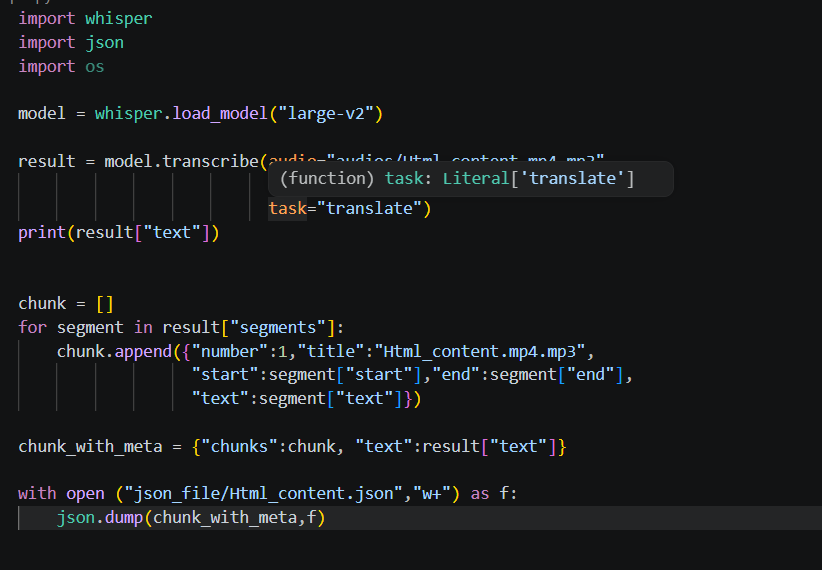 import whisper
import json
import os
model = whisper.load_model("large-v2")
result = model.transcribe(audio="audios/Html_content.mp4.mp3",
(function) task: Literal['translate']
task="translate")
print(result["text"])
chunk = []
for segment in result["segments"]:
chunk.append({"number":1,"title":"Html_content.mp4.mp3",
"start":segment["start"],"end":segment["end"],
"text":segment["text"]})
chunk_with_meta = {"chunks":chunk, "text":result["text"]}
with open ("json_file/Html_content.json","w+") as f:
json.dump(chunk_with_meta,f)